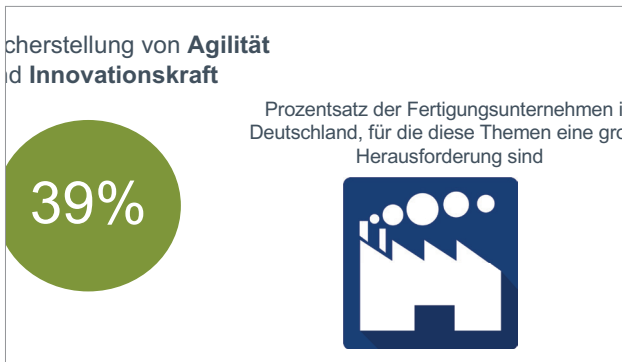 cherstellung von Agilität
d Innovationskraft
Prozentsatz der Fertigungsunternehmen i
Deutschland, für die diese Themen eine gro
Herausforderung sind
39%